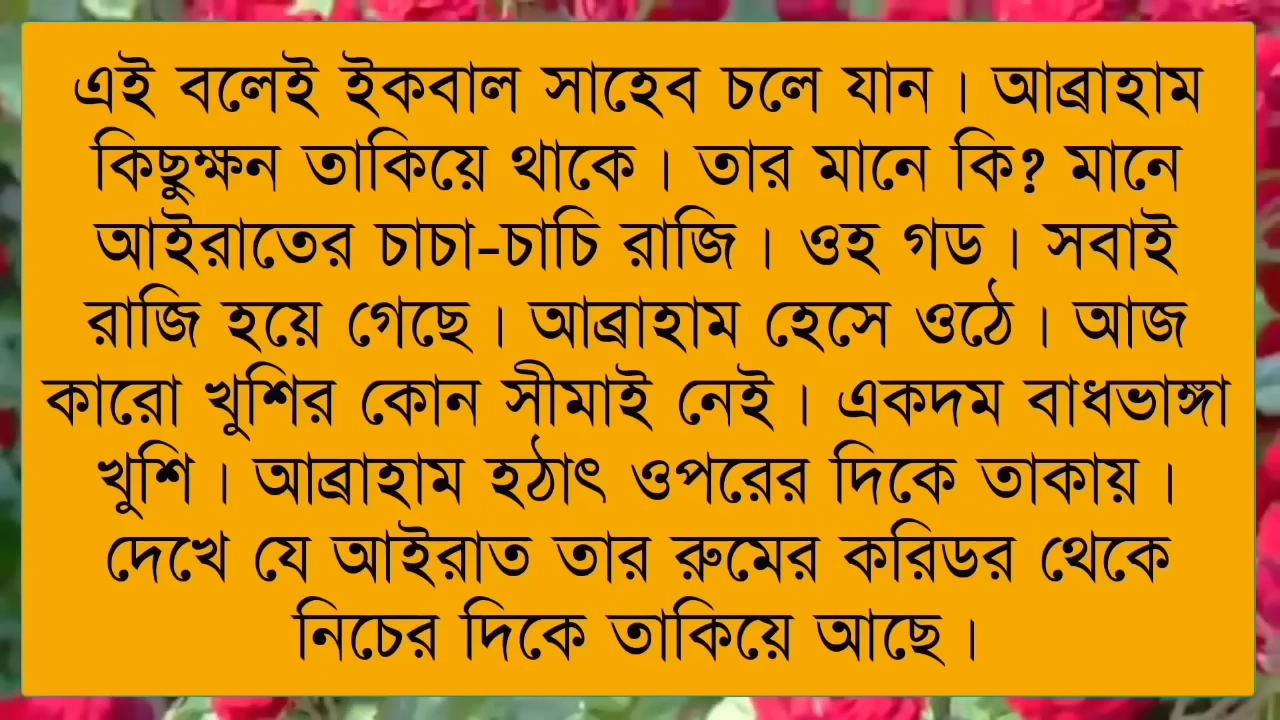 এই বলেই ইকবাল সাহেব চলে যান। আব্রাহাম
কিছুক্ষন তাকিয়ে থাকে। তার মানে কি? মানে
আইরাতের চাচা-চাচি রাজি। ওহ গড। সবাই
রাজি হয়ে গেছে। আব্রাহাম হেসে ওঠে। আজ
কারো খুশির কোন সীমাই নেই। একদম বাধভাঙ্গা
খুশি। আব্রাহাম হঠাৎ ওপরের দিকে তাকায়।
দেখে যে আইরাত তার রুমের করিডর থেকে
নিচের দিকে তাকিয়ে আছে।